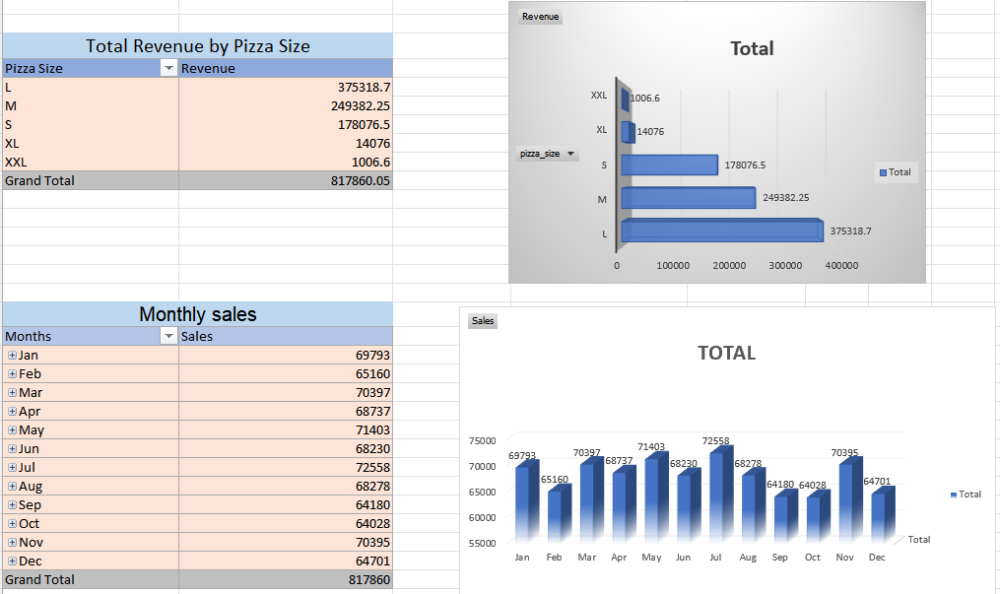 Total Revenue by Pizza Size
Pizza Size Revenue
L 375318.7
M 249382.25
S 178076.5
XL 14076
XXL 1006.6
Grand Total 817860.05
Revenue
Total
XXL 1006.6
XL 14076
pizza_size
S 178076.5
Total
M 249382.25
L 375318.7
0 100000 200000 300000 400000
Monthly sales
Months Sales
Jan 69793
Feb 65160
Mar 70397
Apr 68737
May 71403
Jun 68230
Jul 72558
Aug 68278
Sep 64180
Oct 64028
Nov 70395
Dec 64701
Grand Total 817860
Sales
TOTAL
75000
70000
65000
60000
55000
69793 65160 70397 68737 71403 68230 72558 68278 64180 64028 70395 64701
Total
Total
Jan Feb Mar Apr May Jun Jul Aug Sep Oct Nov Dec